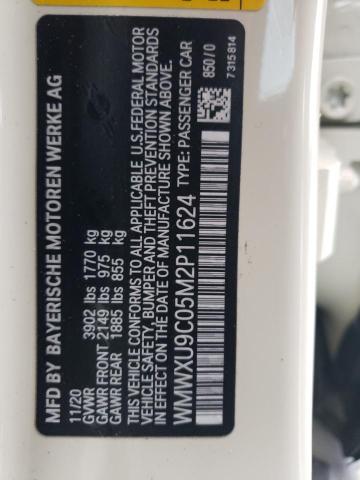 MFD BY BAYERISCHE MOTOREN WERKE AG
11/20
GVWR 3902 lbs 1770 kg
GAWR FRONT 2149 lbs 975 kg
GAWR REAR 1885 lbs 855 kg
THIS VEHICLE CONFORMS TO ALL APPLICABLE U.S.FEDERAL MOTOR
VEHICLE SAFETY, BUMPER AND THEFT PREVENTION STANDARDS
IN EFFECT ON THE DATE OF MANUFACTURE SHOWN ABOVE.
WMWXU9C05M2P11624 TYPE: PASSENGER CAR
850/0
7 315 814